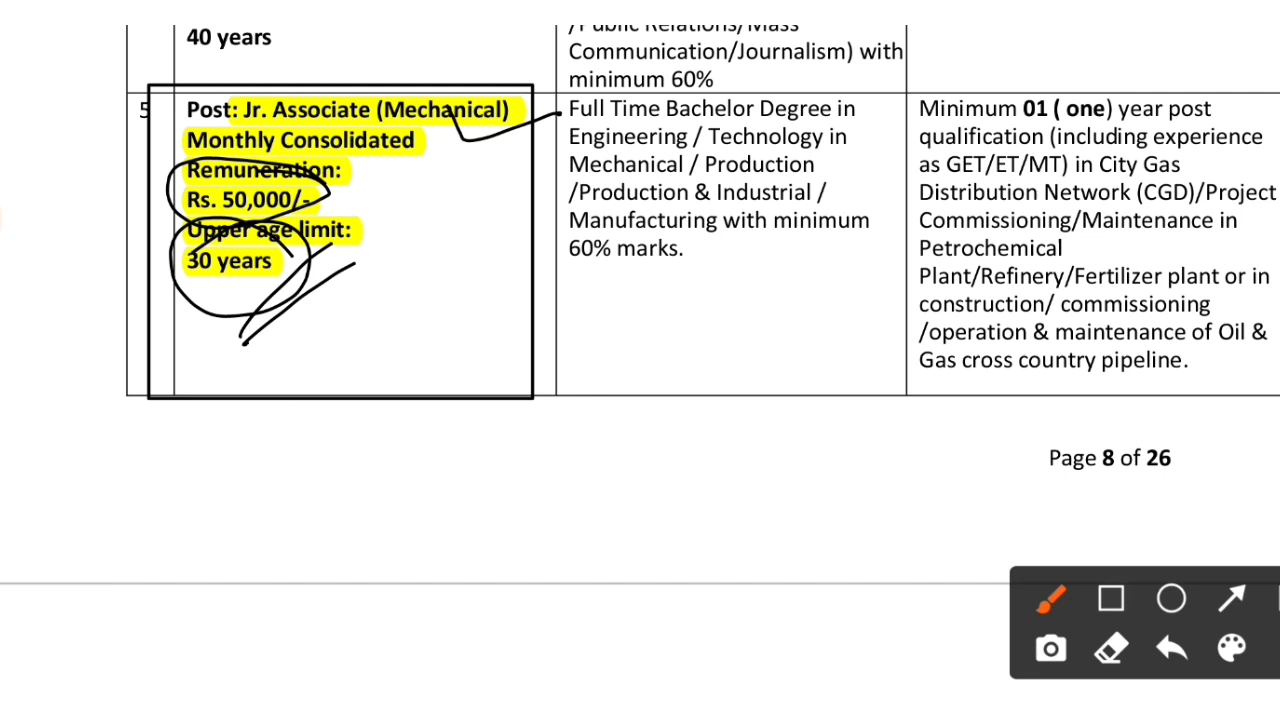 40 years
/Public Relations/Mass
Communication/Journalism) with
minimum 60%
5
Post: Jr. Associate (Mechanical)
Monthly Consolidated
Remuneration:
Rs. 50,000/-
Upper age limit:
30 years
Full Time Bachelor Degree in
Engineering / Technology in
Mechanical / Production
/Production & Industrial /
Manufacturing with minimum
60% marks.
Minimum 01 ( one) year post
qualification (including experience
as GET/ET/MT) in City Gas
Distribution Network (CGD)/Project
Commissioning/Maintenance in
Petrochemical
Plant/Refinery/Fertilizer plant or in
construction/ commissioning
/operation & maintenance of Oil &
Gas cross country pipeline.
Page 8 of 26